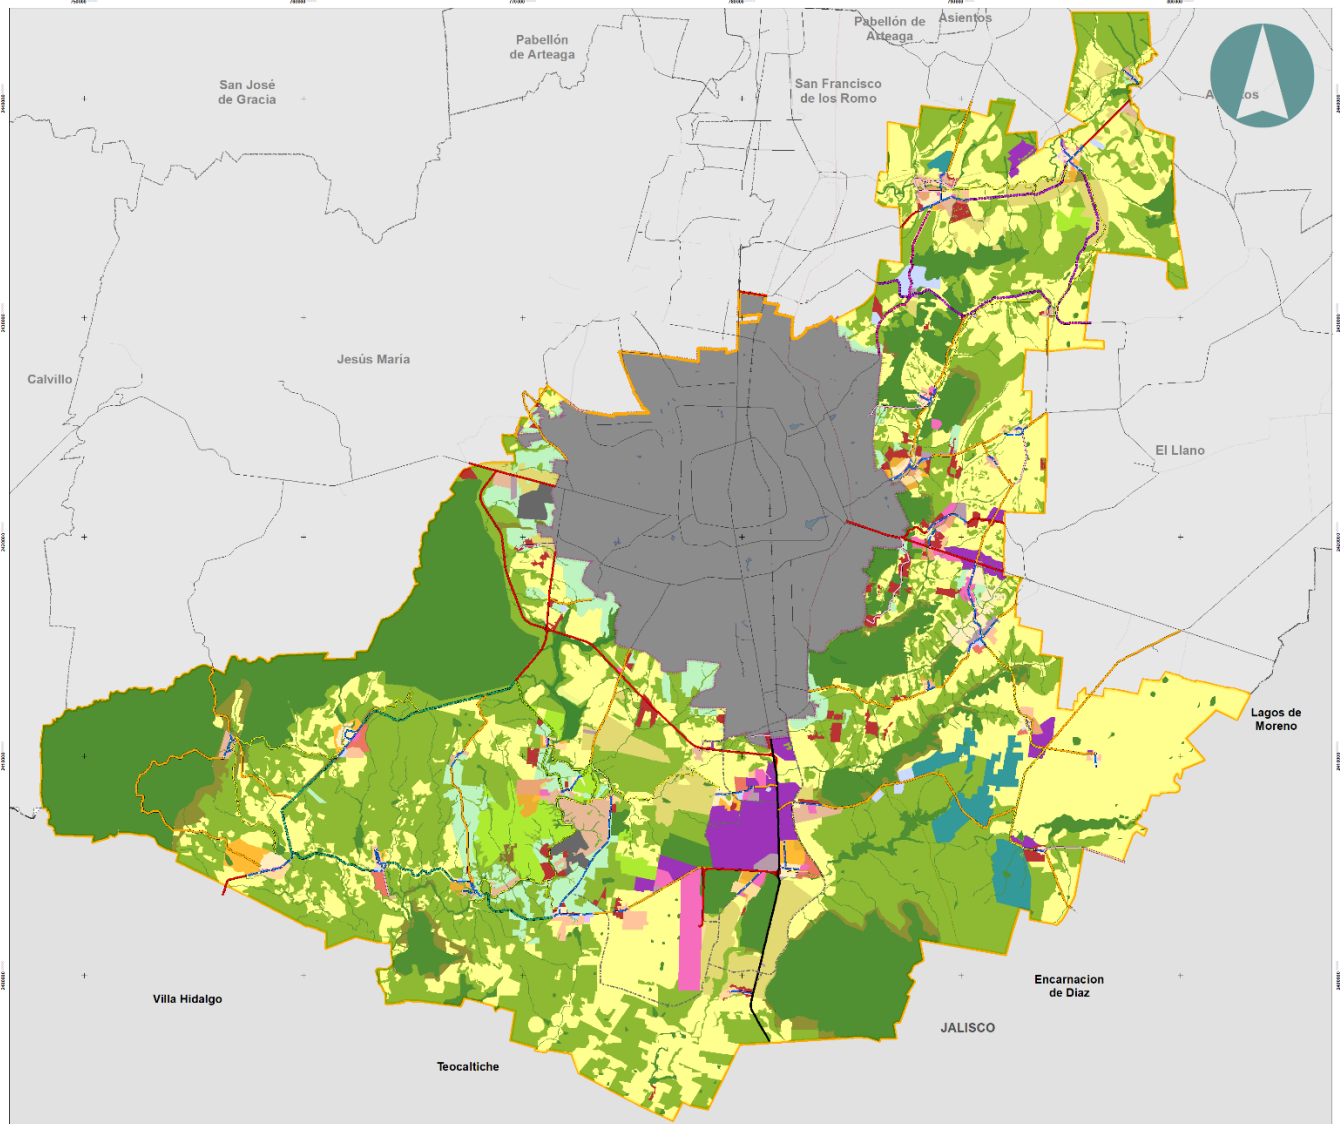 Pabellón de
Arteaga
Asientos
Pabellón
de Arteaga
San José
de Gracia
San Francisco
de los Romo
Jesús María
Calvillo
El Llano
Lagos de
Moreno
Encarnacion
de Diaz
Villa Hidalgo
JALISCO
Teocaltiche